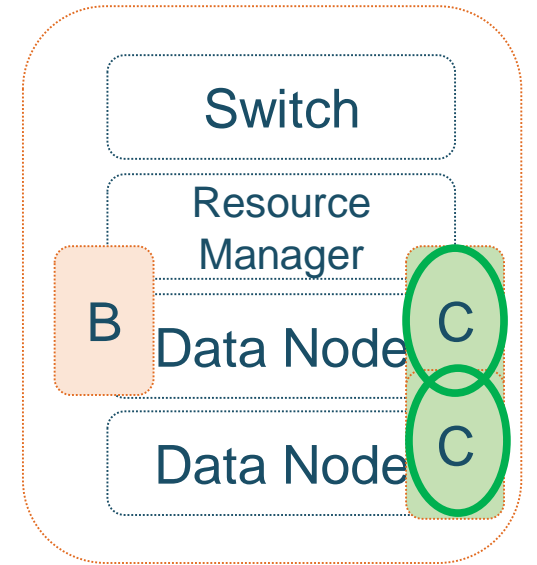 Switch
Resource
Manager
B
Data Node
C
Data Node
C